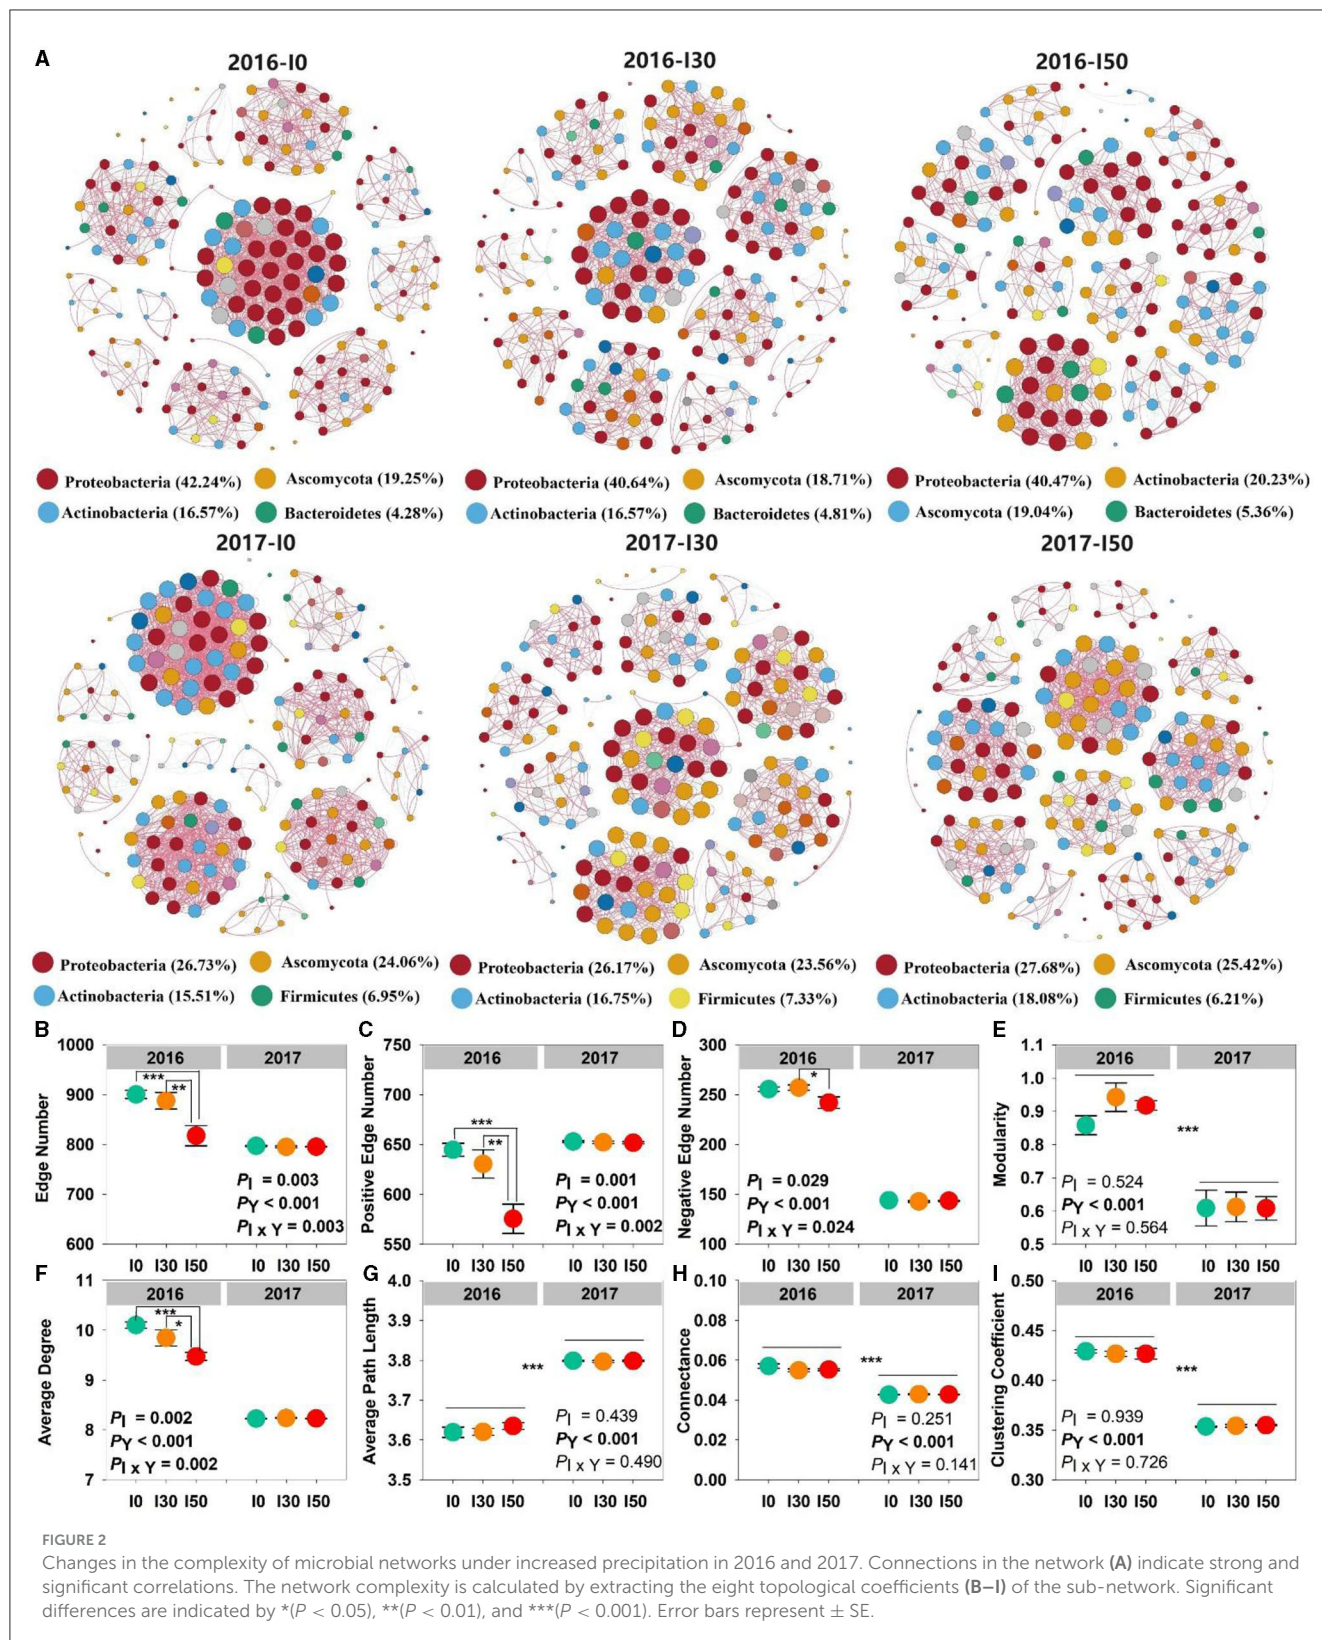 A
2016-I0
2016-I30
2016-I50
Proteobacteria (42.24%)
Ascomycota (19.25%)
Actinobacteria (16.57%)
Bacteroidetes (4.28%)
Proteobacteria (40.64%)
Ascomycota (18.71%)
Actinobacteria (16.57%)
Bacteroidetes (4.81%)
Proteobacteria (40.47%)
Actinobacteria (20.23%)
Ascomycota (19.04%)
Bacteroidetes (5.36%)
2017-I0
2017-I30
2017-I50
Proteobacteria (26.73%)
Ascomycota (24.06%)
Actinobacteria (15.51%)
Firmicutes (6.95%)
Proteobacteria (26.17%)
Ascomycota (23.56%)
Actinobacteria (16.75%)
Firmicutes (7.33%)
Proteobacteria (27.68%)
Ascomycota (25.42%)
Actinobacteria (18.08%)
Firmicutes (6.21%)
B
Edge Number
1000
900
800
700
600
2016
2017
***
**
PI = 0.003
PY < 0.001
PI x Y = 0.003
I0 I30 I50
I0 I30 I50
C
Positive Edge Number
750
700
650
600
550
2016
2017
***
**
PI = 0.001
PY < 0.001
PI x Y = 0.002
I0 I30 I50
I0 I30 I50
D
Negative Edge Number
300
250
200
150
100
2016
2017
*
PI = 0.029
PY < 0.001
PI x Y = 0.024
I0 I30 I50
I0 I30 I50
E
Modularity
1.1
1.0
0.9
0.8
0.7
0.6
0.5
2016
2017
***
PI = 0.524
PY < 0.001
PI x Y = 0.564
I0 I30 I50
I0 I30 I50
F
Average Degree
11
10
9
8
7
2016
2017
***
*
PI = 0.002
PY < 0.001
PI x Y = 0.002
I0 I30 I50
I0 I30 I50
G
Average Path Length
4.0
3.9
3.8
3.7
3.6
3.5
2016
2017
***
PI = 0.439
PY < 0.001
PI x Y = 0.490
I0 I30 I50
I0 I30 I50
H
Connectance
0.10
0.08
0.06
0.04
0.02
0.00
2016
2017
***
PI = 0.251
PY < 0.001
PI x Y = 0.141
I0 I30 I50
I0 I30 I50
I
Clustering Coefficient
0.50
0.45
0.40
0.35
0.30
2016
2017
***
PI = 0.939
PY < 0.001
PI x Y = 0.726
I0 I30 I50
I0 I30 I50
FIGURE 2
Changes in the complexity of microbial networks under increased precipitation in 2016 and 2017. Connections in the network (A) indicate strong and
significant correlations. The network complexity is calculated by extracting the eight topological coefficients (B–I) of the sub-network. Significant
differences are indicated by *(P < 0.05), **(P < 0.01), and ***(P < 0.001). Error bars represent ± SE.